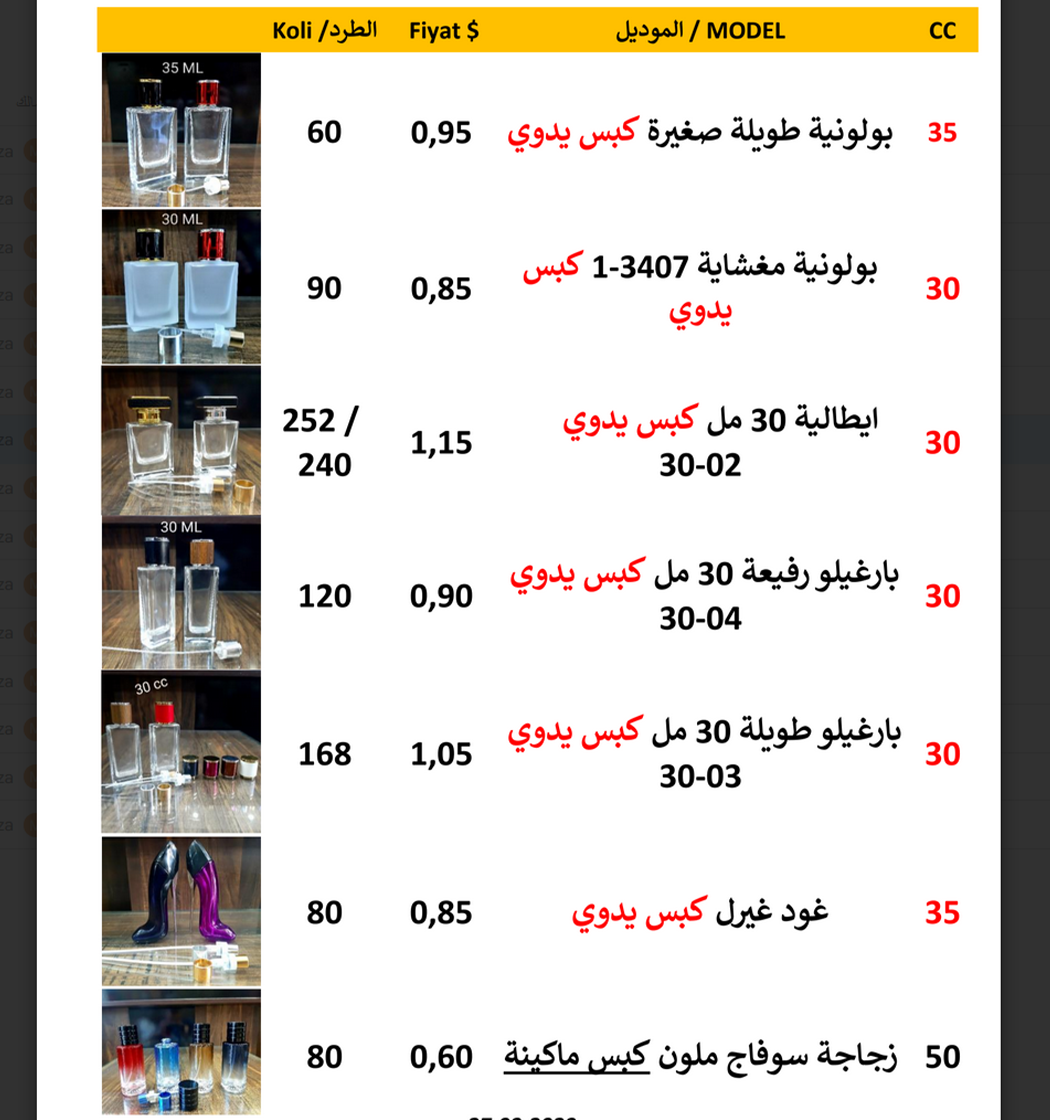 CC MODEL / الموديل Fiyat $ Koli /الطرد
35 بولونية طويلة صغيرة كبس يدوي 0,95 60
35 ML
30 بولونية مغشاية 3407-1 كبس يدوي 0,85 90
30 ML
30 ايطالية 30 مل كبس يدوي 1,15 252 /
30-02 240
30 بارغيلو رفيعة 30 مل كبس يدوي 0,90 120
30-04
30 ML
30 بارغيلو طويلة 30 مل كبس يدوي 1,05 168
30-03
30 cc
35 غود غيرل كبس يدوي 0,85 80
50 زجاجة سوفاج ملون كبس ماكينة 0,60 80